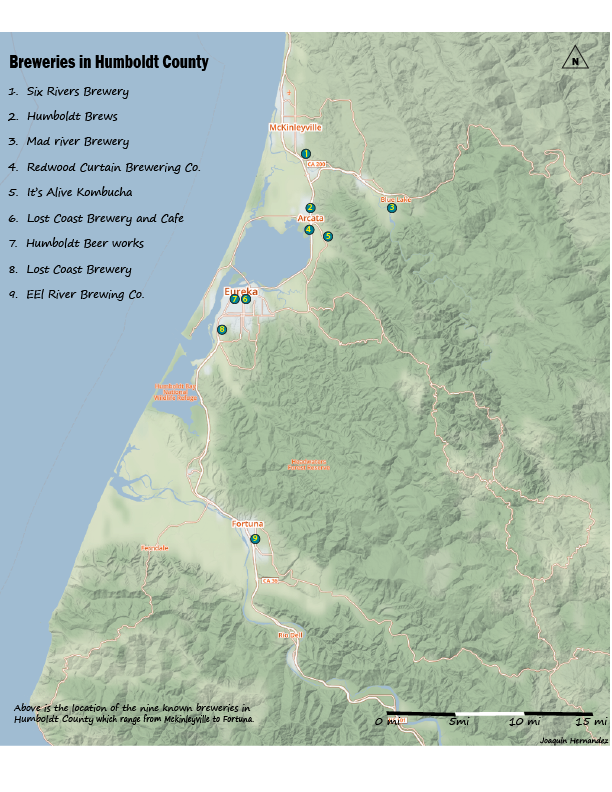 Breweries in Humboldt County
N
1. Six Rivers Brewery
2. Humboldt Brews
3. Mad river Brewery
4. Redwood Curtain Brewering Co.
5. It's Alive Kombucha
6. Lost Coast Brewery and Cafe
7. Humboldt Beer works
8. Lost Coast Brewery
9. EEl River Brewing Co.
McKinleyville
1
CA 200
Blue Lake
3
2
Arcata
4
5
Eureka
7 6
8
Humboldt Bay
National
Wildlife Refuge
Fortuna
9
Ferndale
CA 36
Rio Dell
Above is the location of the nine known breweries in
Humboldt County which range from Mckinleyville to Fortuna.
0 mi 5mi 10 mi 15 mi
Joaquin Hernandez